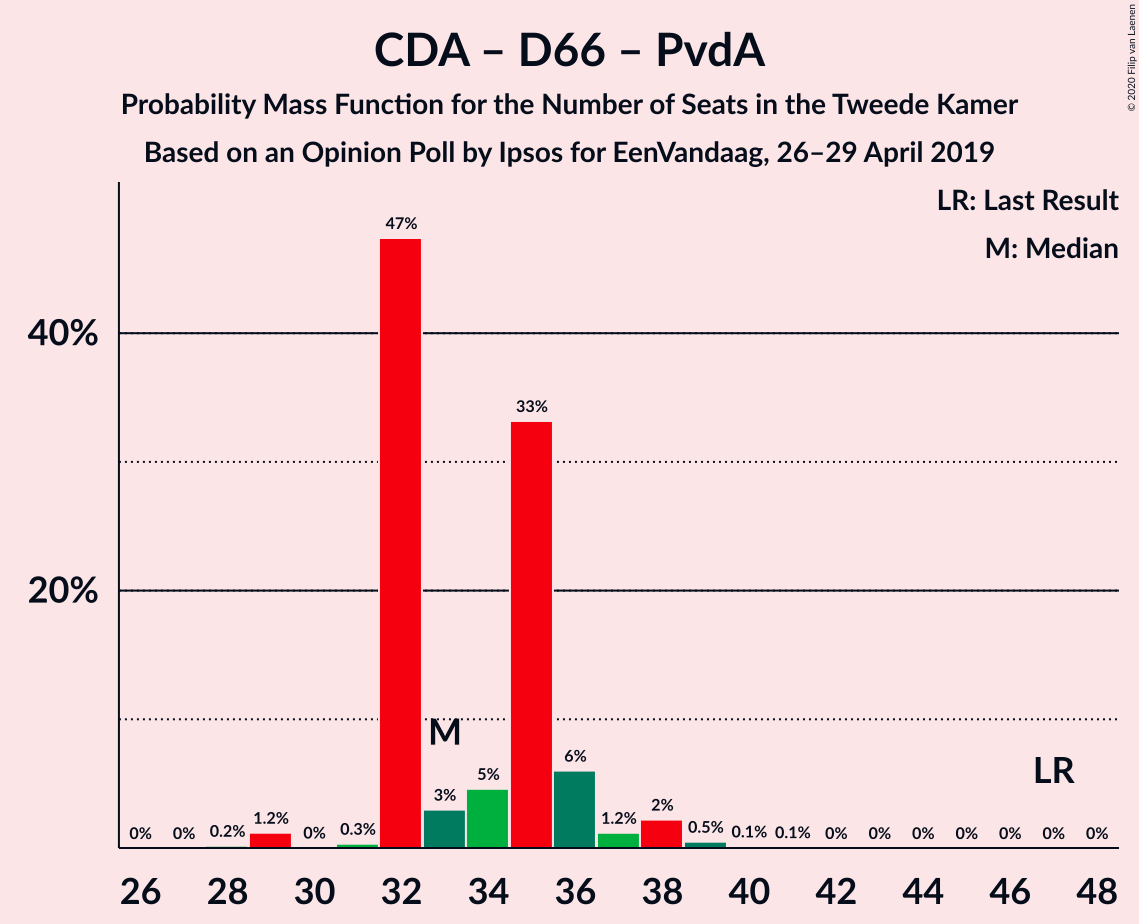 CDA – D66 – PvdA
Probability Mass Function for the Number of Seats in the Tweede Kamer
Based on an Opinion Poll by Ipsos for EenVandaag, 26–29 April 2019
© 2020 Filip van Laenen
LR: Last Result
M: Median
40%
20%
47%
33%
M
LR
0% 0% 0.2% 1.2% 0% 0.3% 3% 5% 6% 1.2% 2% 0.5% 0.1% 0.1% 0% 0% 0% 0% 0% 0% 0%
26 28 30 32 34 36 38 40 42 44 46 48